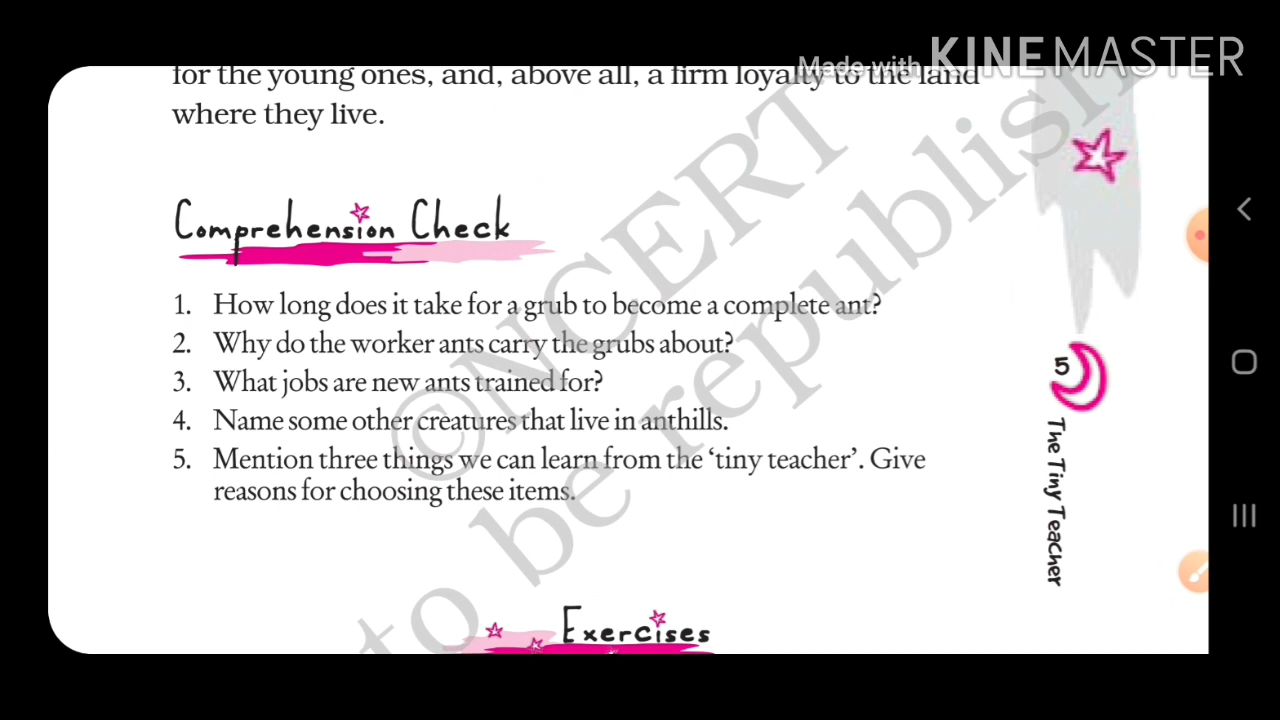 Made with KINEMASTER
for the young ones, and, above all, a firm loyalty to the land
where they live.
Comprehension Check
1. How long does it take for a grub to become a complete ant?
2. Why do the worker ants carry the grubs about?
3. What jobs are new ants trained for?
4. Name some other creatures that live in anthills.
5. Mention three things we can learn from the ‘tiny teacher’. Give
reasons for choosing these items.
Exercises
5
The Tiny Teacher
©NCERT
to be republish